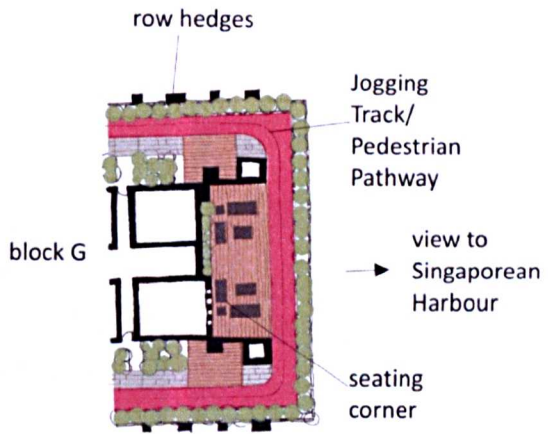 row hedges
Jogging
Track/
Pedestrian
Pathway
block G
view to
Singaporean
Harbour
seating
corner